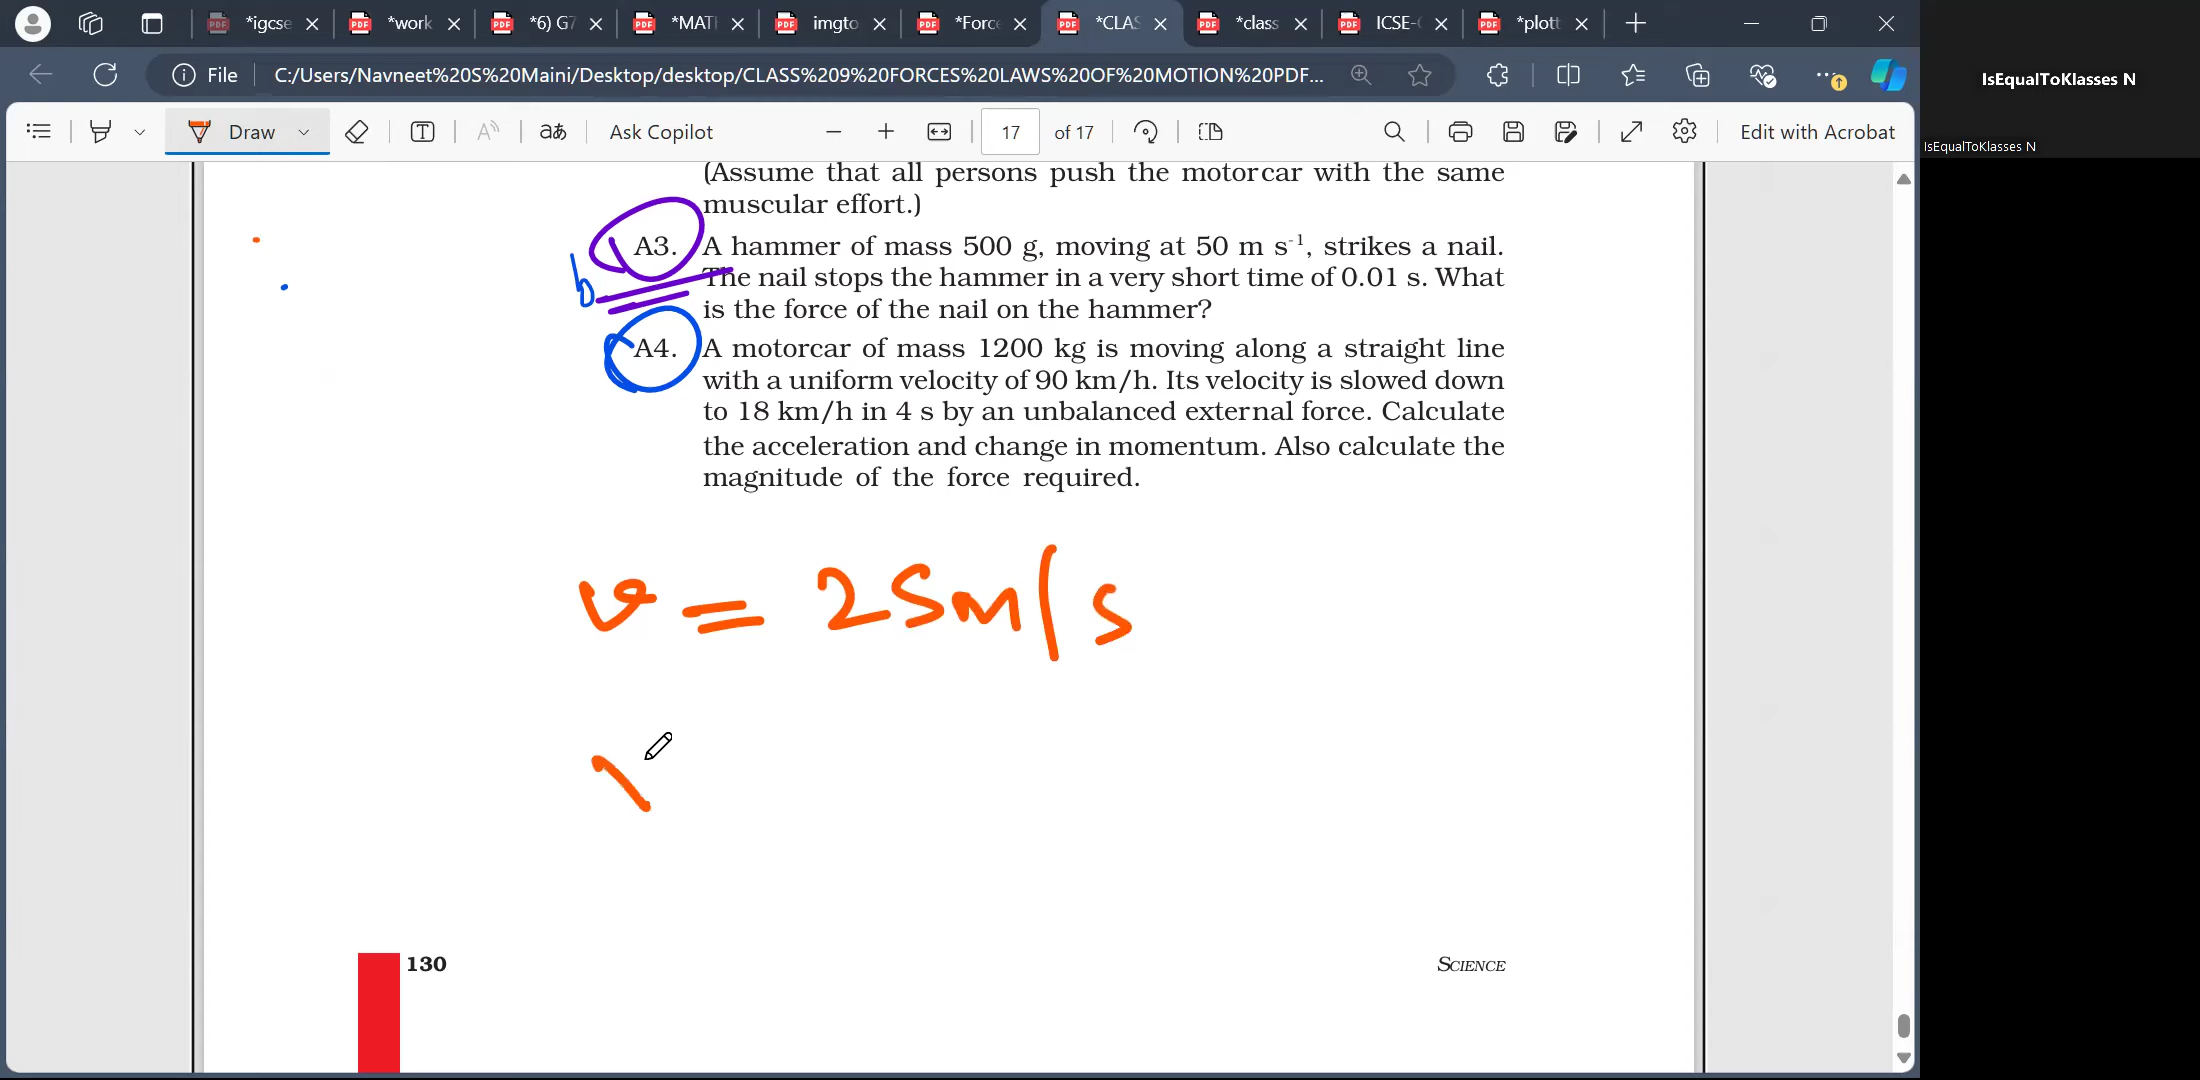 *igcse
*work
*6) G7
*MATI
imgto
*Force
*CLAS
*class
ICSE-
*plott
File
C:/Users/Navneet%20S%20Maini/Desktop/desktop/CLASS%209%20FORCES%20LAWS%20OF%20MOTION%20PDF...
Draw
aあ
Ask Copilot
17
of 17
Edit with Acrobat
IsEqualToKlasses N
IsEqualToKlasses N
(Assume that all persons push the motorcar with the same
muscular effort.)
A3. A hammer of mass 500 g, moving at 50 m s-1, strikes a nail.
The nail stops the hammer in a very short time of 0.01 s. What
is the force of the nail on the hammer?
b
A4. A motorcar of mass 1200 kg is moving along a straight line
with a uniform velocity of 90 km/h. Its velocity is slowed down
to 18 km/h in 4 s by an unbalanced external force. Calculate
the acceleration and change in momentum. Also calculate the
magnitude of the force required.
v = 25m/s
130
SCIENCE